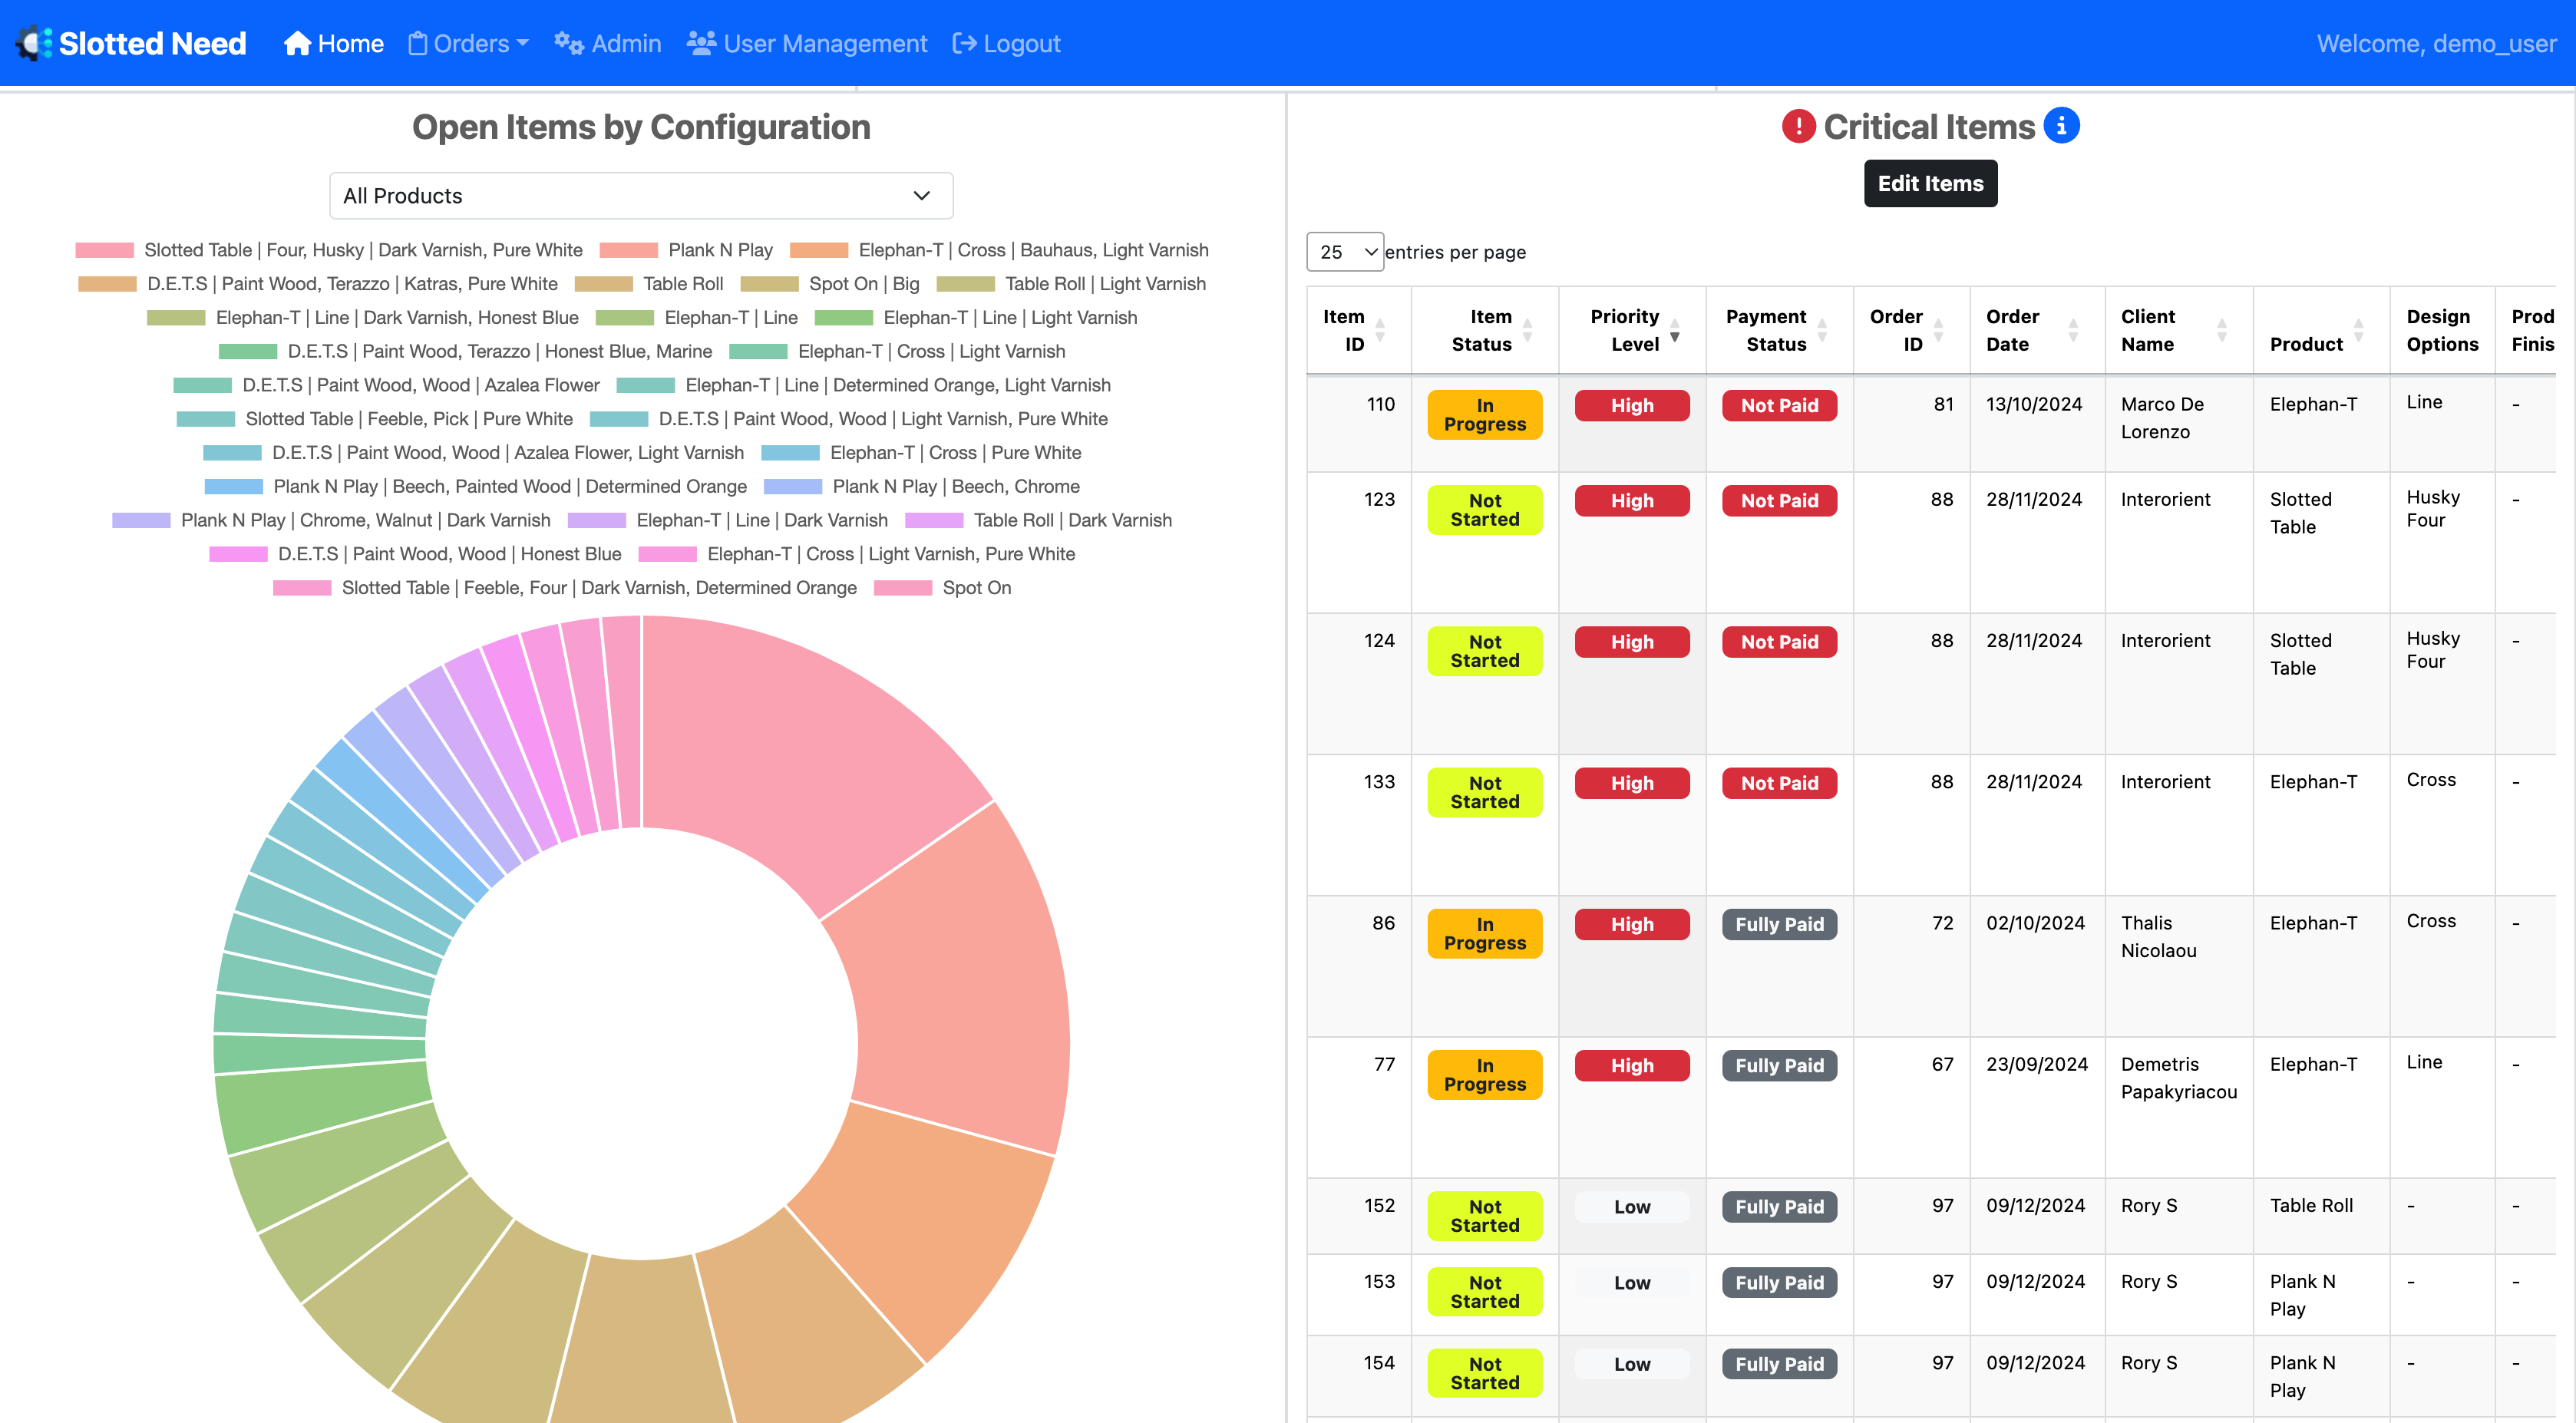 Slotted Need Home Orders Admin User Management Logout Welcome, demo_user
Open Items by Configuration
All Products
Slotted Table | Four, Husky | Dark Varnish, Pure White Plank N Play Elephan-T | Cross | Bauhaus, Light Varnish
D.E.T.S | Paint Wood, Terazzo | Katras, Pure White Table Roll Spot On | Big Table Roll | Light Varnish
Elephan-T | Line | Dark Varnish, Honest Blue Elephan-T | Line Elephan-T | Line | Light Varnish
D.E.T.S | Paint Wood, Terazzo | Honest Blue, Marine Elephan-T | Cross | Light Varnish
D.E.T.S | Paint Wood, Wood | Azalea Flower Elephan-T | Line | Determined Orange, Light Varnish
Slotted Table | Feeble, Pick | Pure White D.E.T.S | Paint Wood, Wood | Light Varnish, Pure White
D.E.T.S | Paint Wood, Wood | Azalea Flower, Light Varnish Elephan-T | Cross | Pure White
Plank N Play | Beech, Painted Wood | Determined Orange Plank N Play | Beech, Chrome
Plank N Play | Chrome, Walnut | Dark Varnish Elephan-T | Line | Dark Varnish Table Roll | Dark Varnish
D.E.T.S | Paint Wood, Wood | Honest Blue Elephan-T | Cross | Light Varnish, Pure White
Slotted Table | Feeble, Four | Dark Varnish, Determined Orange Spot On
Critical Items
Edit Items
25 entries per page
Item Item Priority Payment Order Order Client Design Prod
ID Status Level Status ID Date Name Product Options Finis
110 In High Not Paid 81 13/10/2024 Marco De Elephan-T Line -
Progress Lorenzo
123 Not High Not Paid 88 28/11/2024 Interorient Slotted Husky -
Started Table Four
124 Not High Not Paid 88 28/11/2024 Interorient Slotted Husky -
Started Table Four
133 Not High Not Paid 88 28/11/2024 Interorient Elephan-T Cross -
Started
86 In High Fully Paid 72 02/10/2024 Thalis Elephan-T Cross -
Progress Nicolaou
77 In High Fully Paid 67 23/09/2024 Demetris Elephan-T Line -
Progress Papakyriacou
152 Not Low Fully Paid 97 09/12/2024 Rory S Table Roll - -
Started
153 Not Low Fully Paid 97 09/12/2024 Rory S Plank N - -
Started Play
154 Not Low Fully Paid 97 09/12/2024 Rory S Plank N - -
Started Play